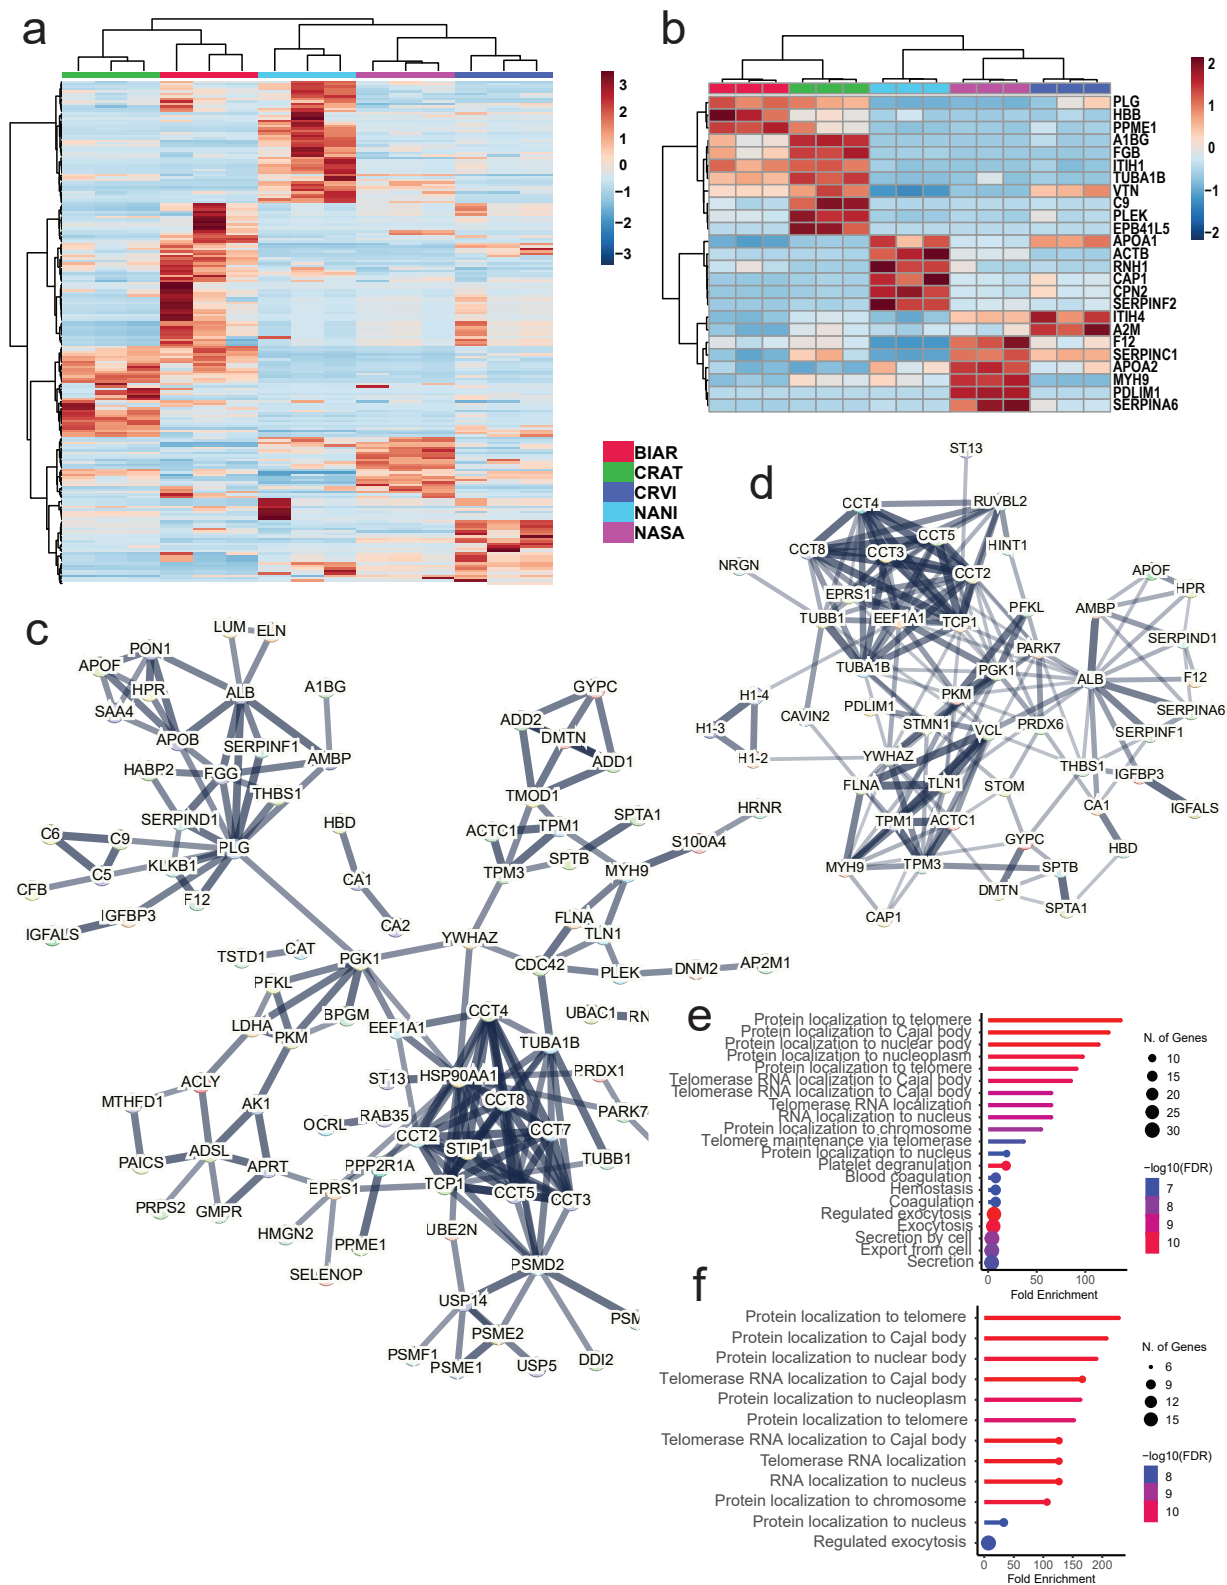 a
3
2
1
0
−1
−2
−3
b
2
1
0
−1
−2
PLG
HBB
PPME1
A1BG
FGB
ITIH1
TUBA1B
VTN
C9
PLEK
EPB41L5
APOA1
ACTB
RNH1
CAP1
CPN2
SERPINF2
ITIH4
A2M
F12
SERPINC1
APOA2
MYH9
PDLIM1
SERPINA6
BIAR
CRAT
CRVI
NANI
NASA
c
LUM
ELN
PON1
APOF
HPR
ALB
A1BG
SAA4
APOB
SERPINF1
AMBP
HABP2
FGG
THBS1
SERPIND1
HBD
C6
C9
PLG
KLKB1
C5
CA1
CFB
F12
IGFBP3
CA2
IGFALS
GYPC
ADD2
DMTN
ADD1
TMOD1
HRNR
SPTA1
ACTC1
TPM1
S100A4
SPTB
TPM3
MYH9
FLNA
TLN1
YWHAZ
CAT
TSTD1
PGK1
CDC42
PLEK
DNM2
AP2M1
PFKL
BPGM
CCT4
UBAC1
RN
LDHA
EEF1A1
PKM
TUBA1B
ST13
HSP90AA1
PRDX1
ACLY
CCT8
MTHFD1
AK1
RAB35
PARK7
OCRL
CCT2
CCT7
STIP1
ADSL
TUBB1
PAICS
APRT
PPP2R1A
TCP1
EPRS1
CCT5
CCT3
PRPS2
GMPR
HMGN2
UBE2N
PPME1
SELENOP
PSMD2
USP14
PSM
PSME2
PSMF1
PSME1
USP5
DDI2
d
ST13
CCT4
RUVBL2
CCT5
CCT8
CCT3
HINT1
NRGN
CCT2
APOF
EPRS1
HPR
PFKL
AMBP
TUBB1
EEF1A1
TCP1
SERPIND1
PARK7
TUBA1B
PGK1
ALB
F12
H1-4
PKM
PDLIM1
SERPINA6
CAVIN2
STMN1
PRDX6
H1-3
VCL
SERPINF1
H1-2
YWHAZ
THBS1
IGFBP3
FLNA
TLN1
STOM
CA1
IGFALS
TPM1
ACTC1
GYPC
HBD
MYH9
TPM3
SPTB
DMTN
CAP1
SPTA1
e
Protein localization to telomere
Protein localization to Cajal body
Protein localization to nuclear body
Protein localization to nucleoplasm
Protein localization to telomere
Telomerase RNA localization to Cajal body
Telomerase RNA localization to Cajal body
Telomerase RNA localization
RNA localization to nucleus
Protein localization to chromosome
Telomere maintenance via telomerase
Protein localization to nucleus
Platelet degranulation
Blood coagulation
Hemostasis
Coagulation
Regulated exocytosis
Exocytosis
Secretion by cell
Export from cell
Secretion
0
50
100
Fold Enrichment
N. of Genes
10
15
20
25
30
−log10(FDR)
7
8
9
10
f
Protein localization to telomere
Protein localization to Cajal body
Protein localization to nuclear body
Telomerase RNA localization to Cajal body
Protein localization to nucleoplasm
Protein localization to telomere
Telomerase RNA localization to Cajal body
Telomerase RNA localization
RNA localization to nucleus
Protein localization to chromosome
Protein localization to nucleus
Regulated exocytosis
0
50
100
150
200
Fold Enrichment
N. of Genes
6
9
12
15
−log10(FDR)
8
9
10